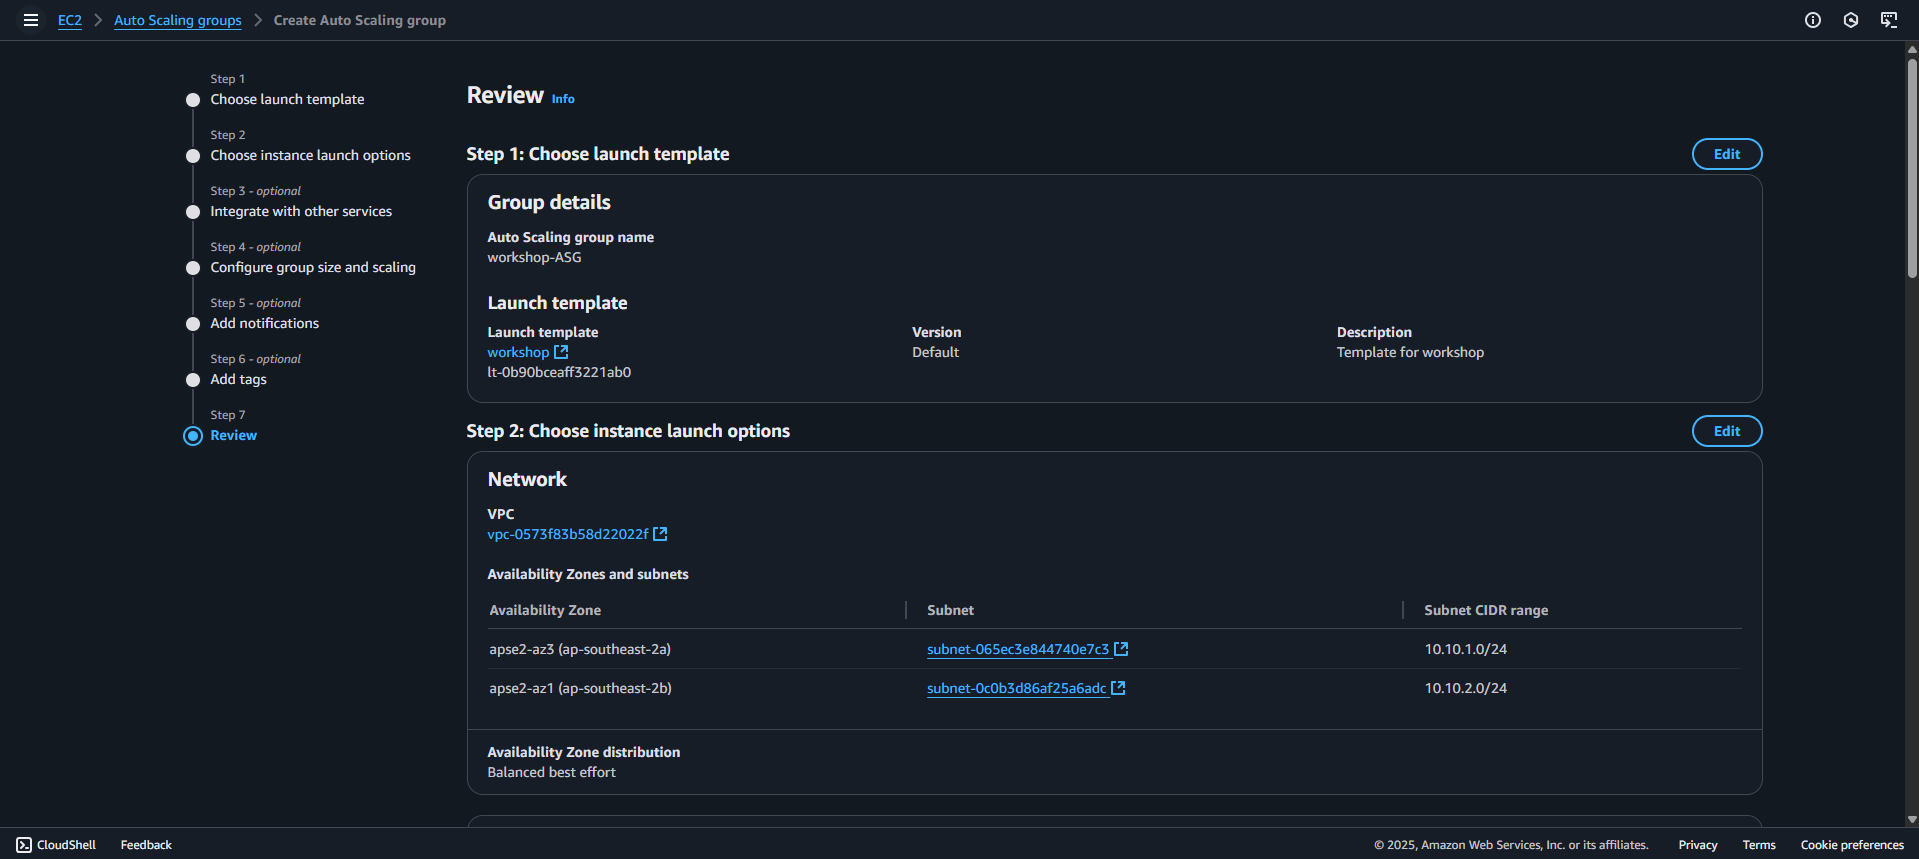 EC2 > Auto Scaling groups > Create Auto Scaling group
Step 1
Choose launch template
Step 2
Choose instance launch options
Step 3 - optional
Integrate with other services
Step 4 - optional
Configure group size and scaling
Step 5 - optional
Add notifications
Step 6 - optional
Add tags
Step 7
Review
Review Info
Step 1: Choose launch template
Edit
Group details
Auto Scaling group name
workshop-ASG
Launch template
Launch template Version Description
workshop Default Template for workshop
lt-0b90bceaff3221ab0
Step 2: Choose instance launch options
Edit
Network
VPC
vpc-0573f83b58d22022f
Availability Zones and subnets
Availability Zone Subnet Subnet CIDR range
apse2-az3 (ap-southeast-2a) subnet-065ec3e844740e7c3 10.10.1.0/24
apse2-az1 (ap-southeast-2b) subnet-0c0b3d86af25a6adc 10.10.2.0/24
Availability Zone distribution
Balanced best effort
CloudShell Feedback © 2025, Amazon Web Services, Inc. or its affiliates. Privacy Terms Cookie preferences